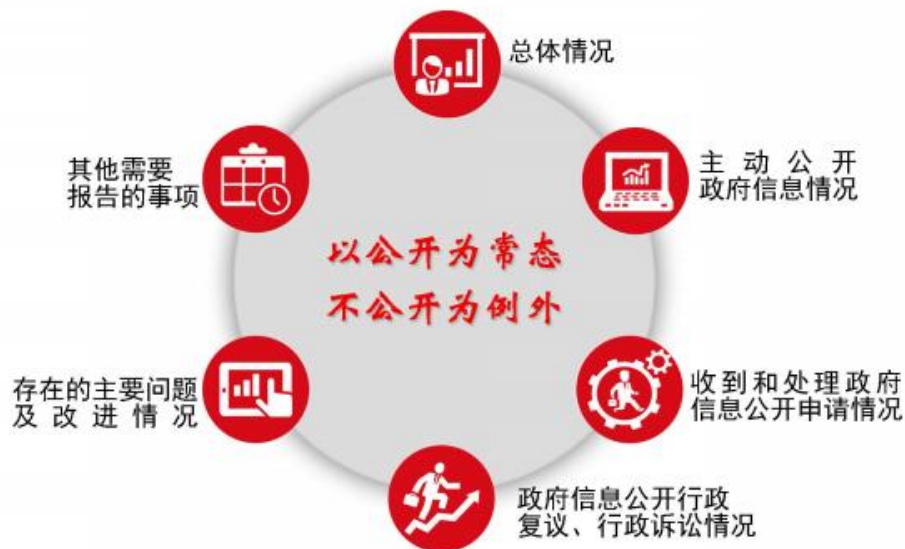 总体情况
主动公开
政府信息情况
收到和处理政府
信息公开申请情况
政府信息公开行政
复议、行政诉讼情况
存在的主要问题
及改进情况
其他需要
报告的事项
以公开为常态
不公开为例外